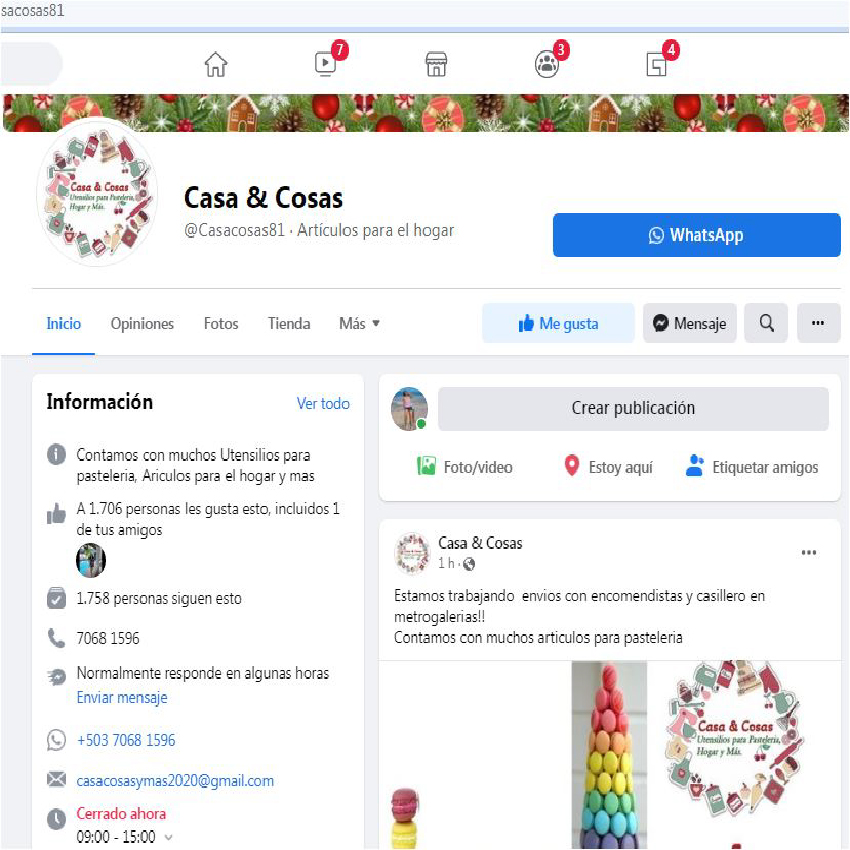 sacosas81
7
3
4
Casa & Cosas
Utensilios para Pasteleria,
Hogar y Más.
Casa & Cosas
@Casacosas81 · Artículos para el hogar
WhatsApp
Inicio
Opiniones
Fotos
Tienda
Más
Me gusta
Mensaje
Información
Ver todo
Contamos con muchos Utensilios para
pasteleria, Ariculos para el hogar y mas
A 1.706 personas les gusta esto, incluidos 1
de tus amigos
1.758 personas siguen esto
7068 1596
Normalmente responde en algunas horas
Enviar mensaje
+503 7068 1596
casacosasymas2020@gmail.com
Cerrado ahora
09:00 - 15:00
Crear publicación
Foto/video
Estoy aquí
Etiquetar amigos
Casa & Cosas
1 h ·
Estamos trabajando envios con encomendistas y casillero en
metrogalerias!!
Contamos con muchos articulos para pasteleria
Casa & Cosas
Utensilios para Pasteleria,
Hogar y Más.